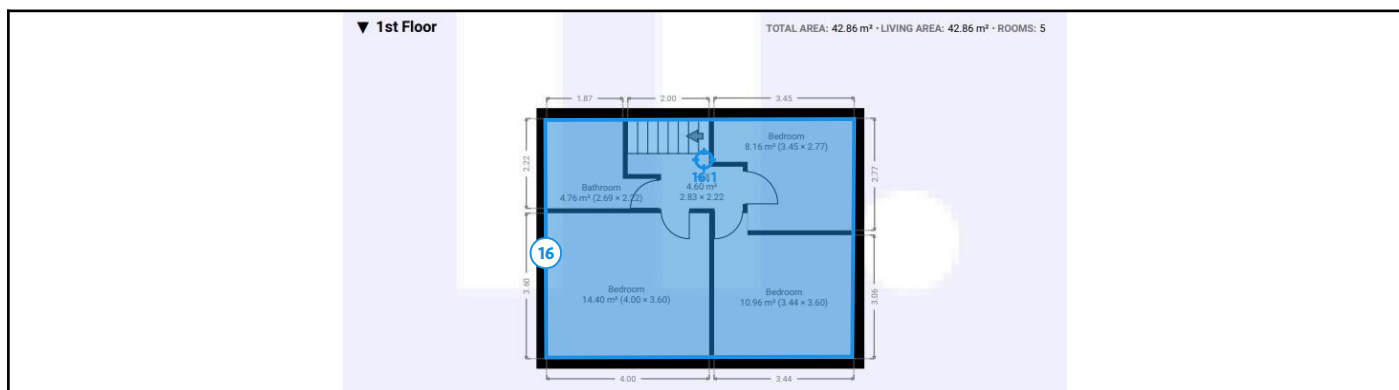 ▼ 1st Floor
TOTAL AREA: 42.86 m² · LIVING AREA: 42.86 m² · ROOMS: 5
1.87
2.00
3.45
Bedroom
8.16 m² (3.45 × 2.77)
2.22
2.77
16.1
4.60 m²
2.83 × 2.22
Bathroom
4.76 m² (2.69 × 2.22)
16
3.60
3.06
Bedroom
14.40 m² (4.00 × 3.60)
Bedroom
10.96 m² (3.44 × 3.60)
4.00
3.44